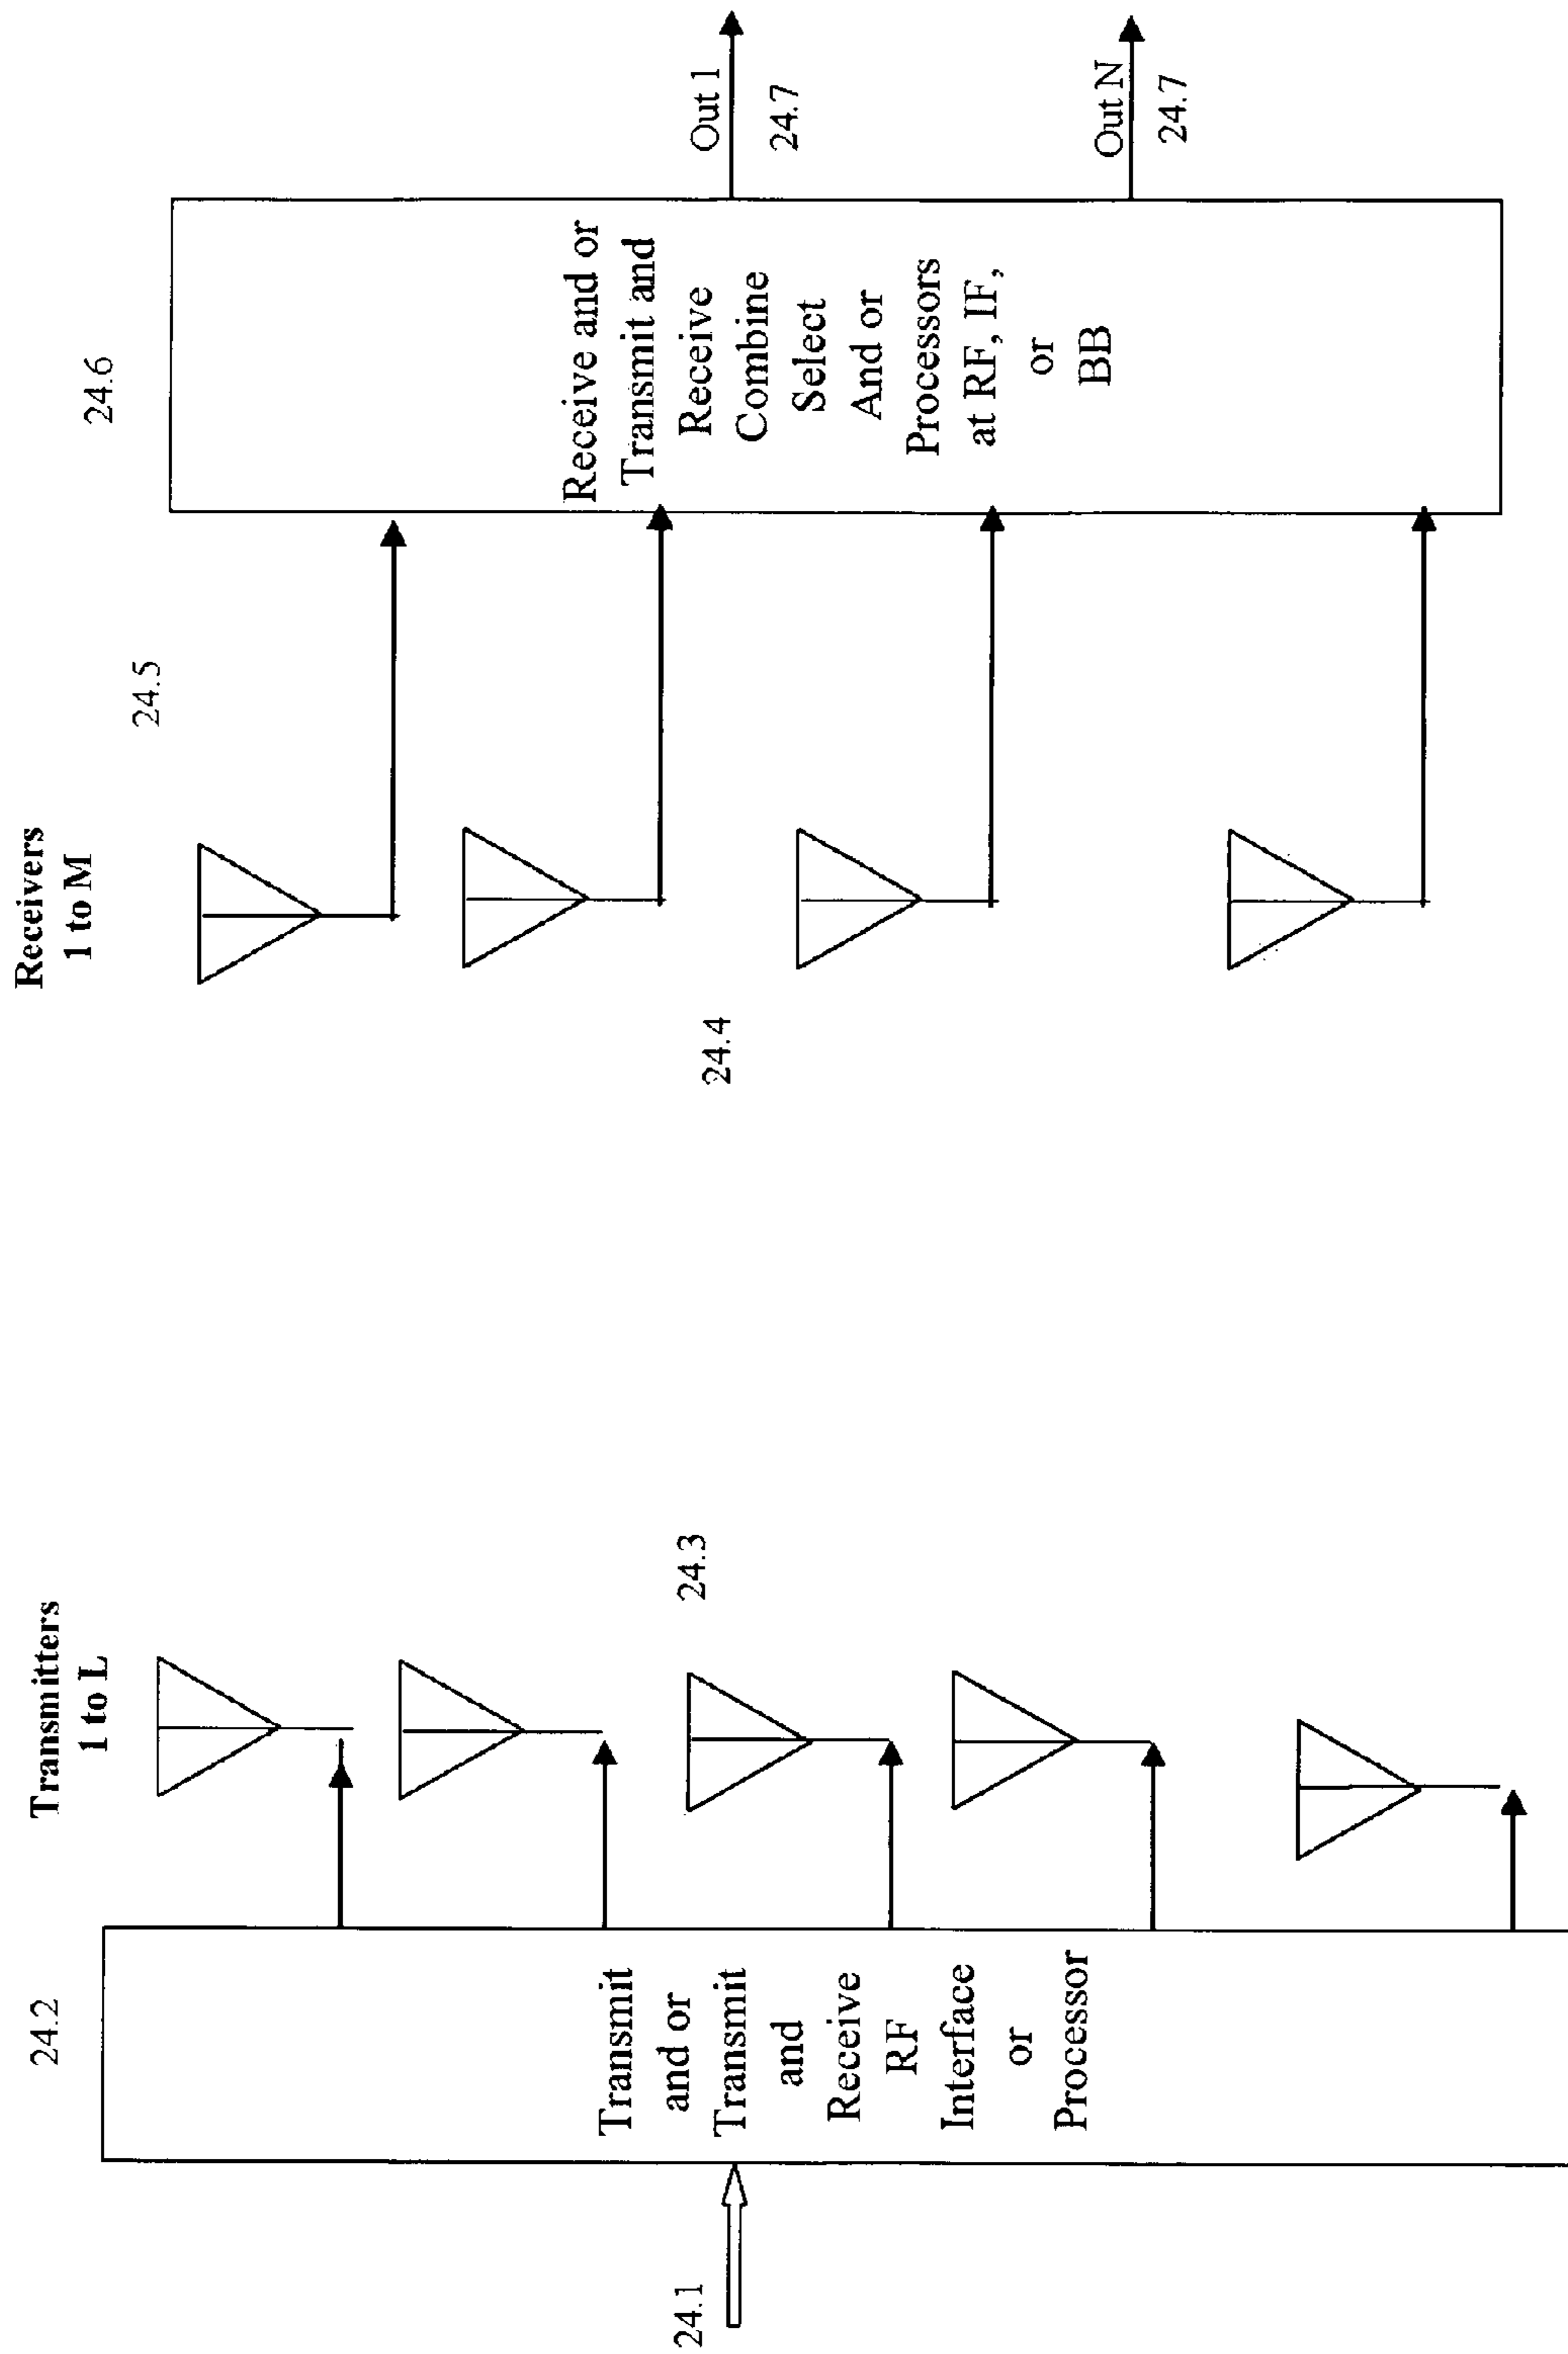 24.1
24.2
Transmit
and or
Transmit
and
Receive
RF
Interface
or
Processor
Transmitters
1 to L
24.3
24.4
Receivers
1 to M
24.5
24.6
Receive and or
Transmit and
Receive
Combine
Select
And or
Processors
at RF, IF,
or
BB
Out 1
24.7
Out N
24.7